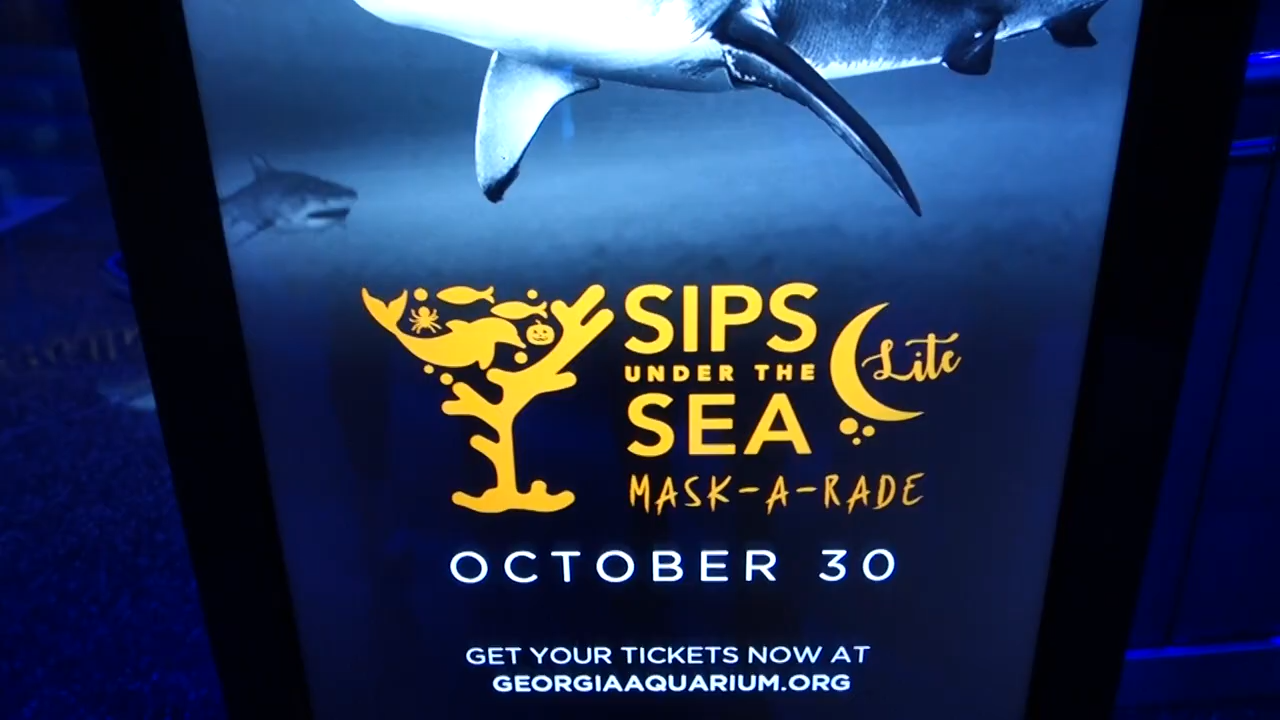 SIPS
UNDER THE
SEA
Lite
MASK-A-RADE
OCTOBER 30
GET YOUR TICKETS NOW AT
GEORGIAAQUARIUM.ORG